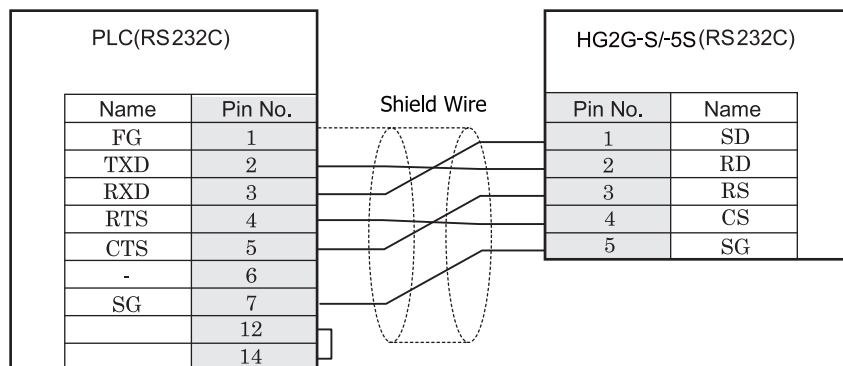 PLC(RS232C)
HG2G-S/-5S(RS232C)
Shield Wire
Name Pin No.
FG 1
TXD 2
RXD 3
RTS 4
CTS 5
- 6
SG 7
12
14
Pin No. Name
1 SD
2 RD
3 RS
4 CS
5 SG